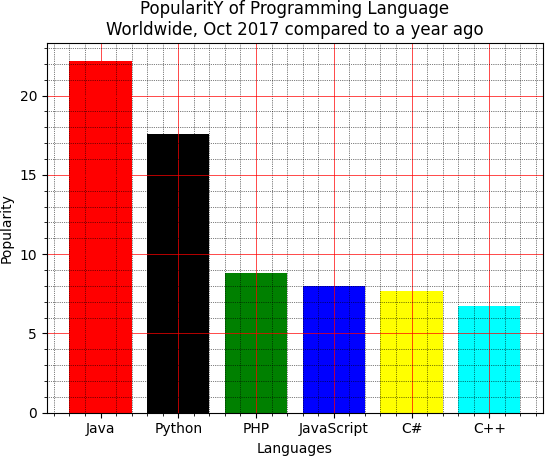 PopularitY of Programming Language
Worldwide, Oct 2017 compared to a year ago
Popularity
20
15
10
5
0
Java Python PHP JavaScript C# C++
Languages